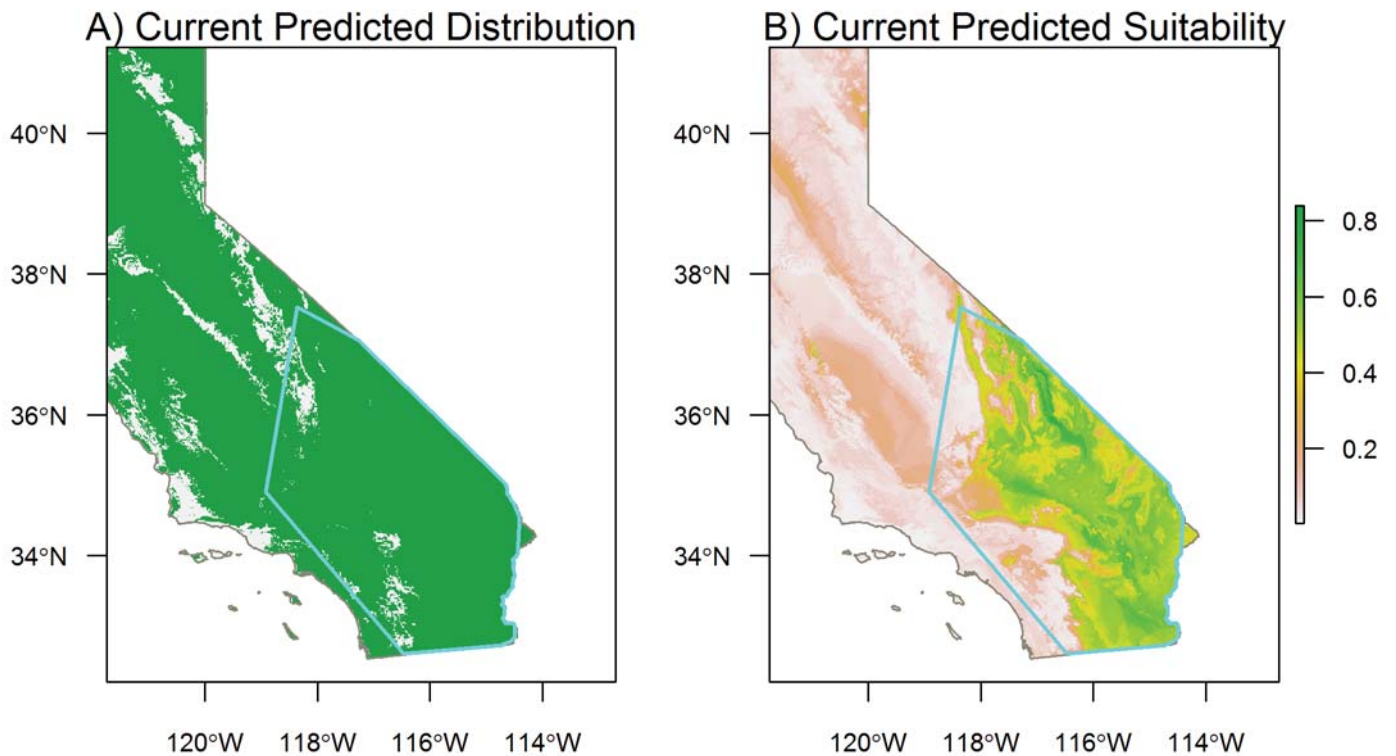 A) Current Predicted Distribution
40°N
38°N
36°N
34°N
120°W 118°W 116°W 114°W
B) Current Predicted Suitability
40°N
38°N
36°N
34°N
120°W 118°W 116°W 114°W
0.8
0.6
0.4
0.2